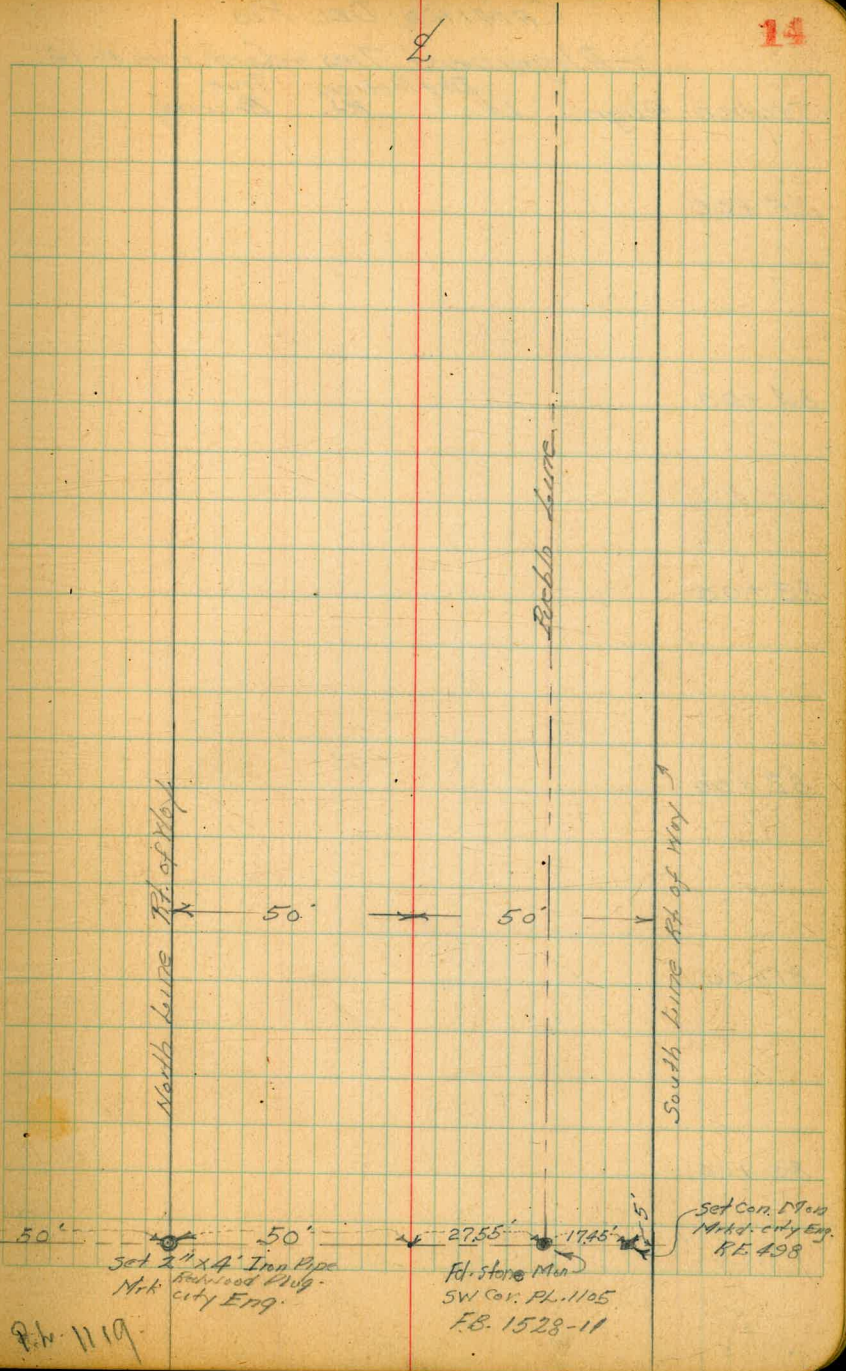 14
℄
Pueblo Line
North Line Rt. of Way.
South Line Rt of Way
50'
50'
5'
50'
50'
27.55'
17.45'
Set Con. Mon
Mrkd. City Eng.
RE 498
Set 2" x 4' Iron Pipe
Mrk Redwood Plug.
City Eng.
Fd. Stone Mon
SW Cor. PL. 1105
F.B. 1528-11
P.L. 1119